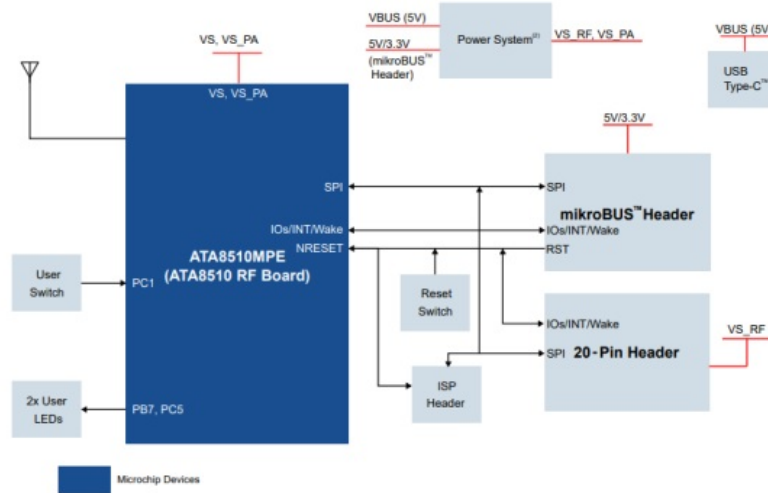 VBUS (5V)
5V/3.3V
(mikroBUS™
Header)
Power System(2)
VS_RF, VS_PA
VBUS (5V
USB
Type-C™
VS, VS_PA
VS, VS_PA
5V/3.3V
SPI
SPI
mikroBUS™ Header
IOs/INT/Wake
IOs/INT/Wake
NRESET
RST
ATA8510MPE
(ATA8510 RF Board)
User
Switch
PC1
Reset
Switch
IOs/INT/Wake
VS_RF
SPI
20-Pin Header
ISP
Header
2x User
LEDs
PB7, PC5
Microchip Devices